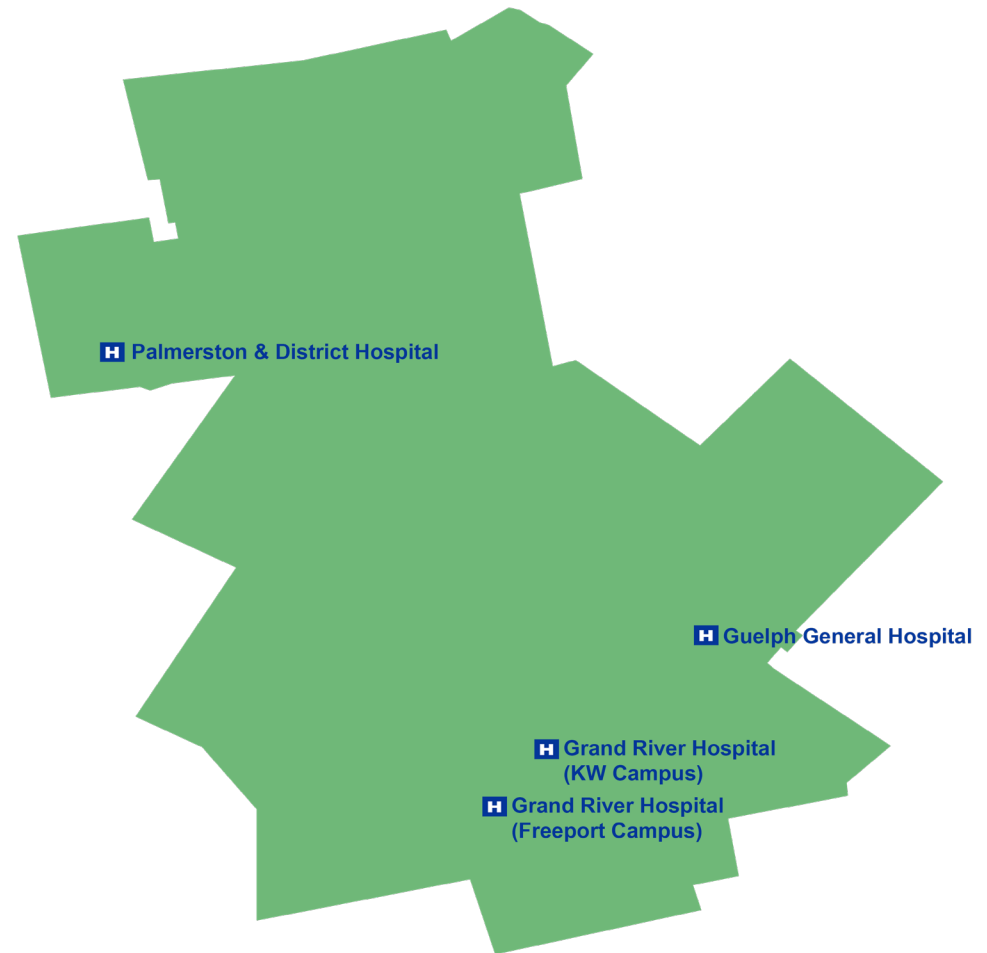 H Palmerston & District Hospital
H Guelph General Hospital
H Grand River Hospital
(KW Campus)
H Grand River Hospital
(Freeport Campus)